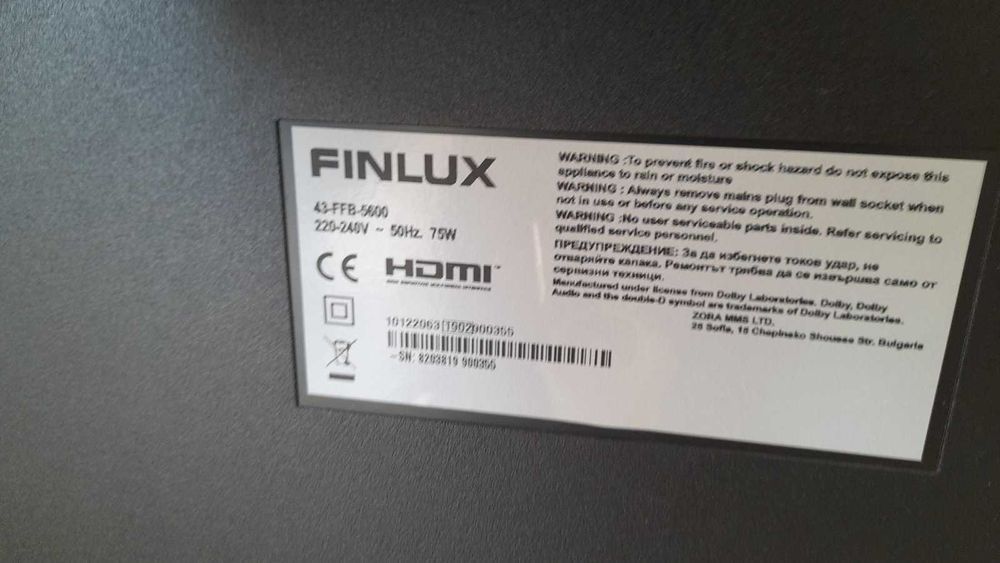 FINLUX
43-FFB-5600
220-240V ~ 50Hz. 75W
CE HDMI
10122063 1902 000355
-SN: 8203819 900355
WARNING :To prevent fire or shock hazard do not expose this
appliance to rain or moisture
WARNING : Always remove mains plug from wall socket when
not in use or before any service operation.
WARNING :No user serviceable parts inside. Refer servicing to
qualified service personnel.
ПРЕДУПРЕЖДЕНИЕ: За да избегнете токов удар, не
отваряйте капака. Ремонтът трябва да се извършва само от
сервизни техници.
Manufactured under license from Dolby Laboratories. Dolby, Dolby
Audio and the double-D symbol are trademarks of Dolby Laboratories.
ZORA MMS LTD.
Sofia, Shousse Str. Bulgaria